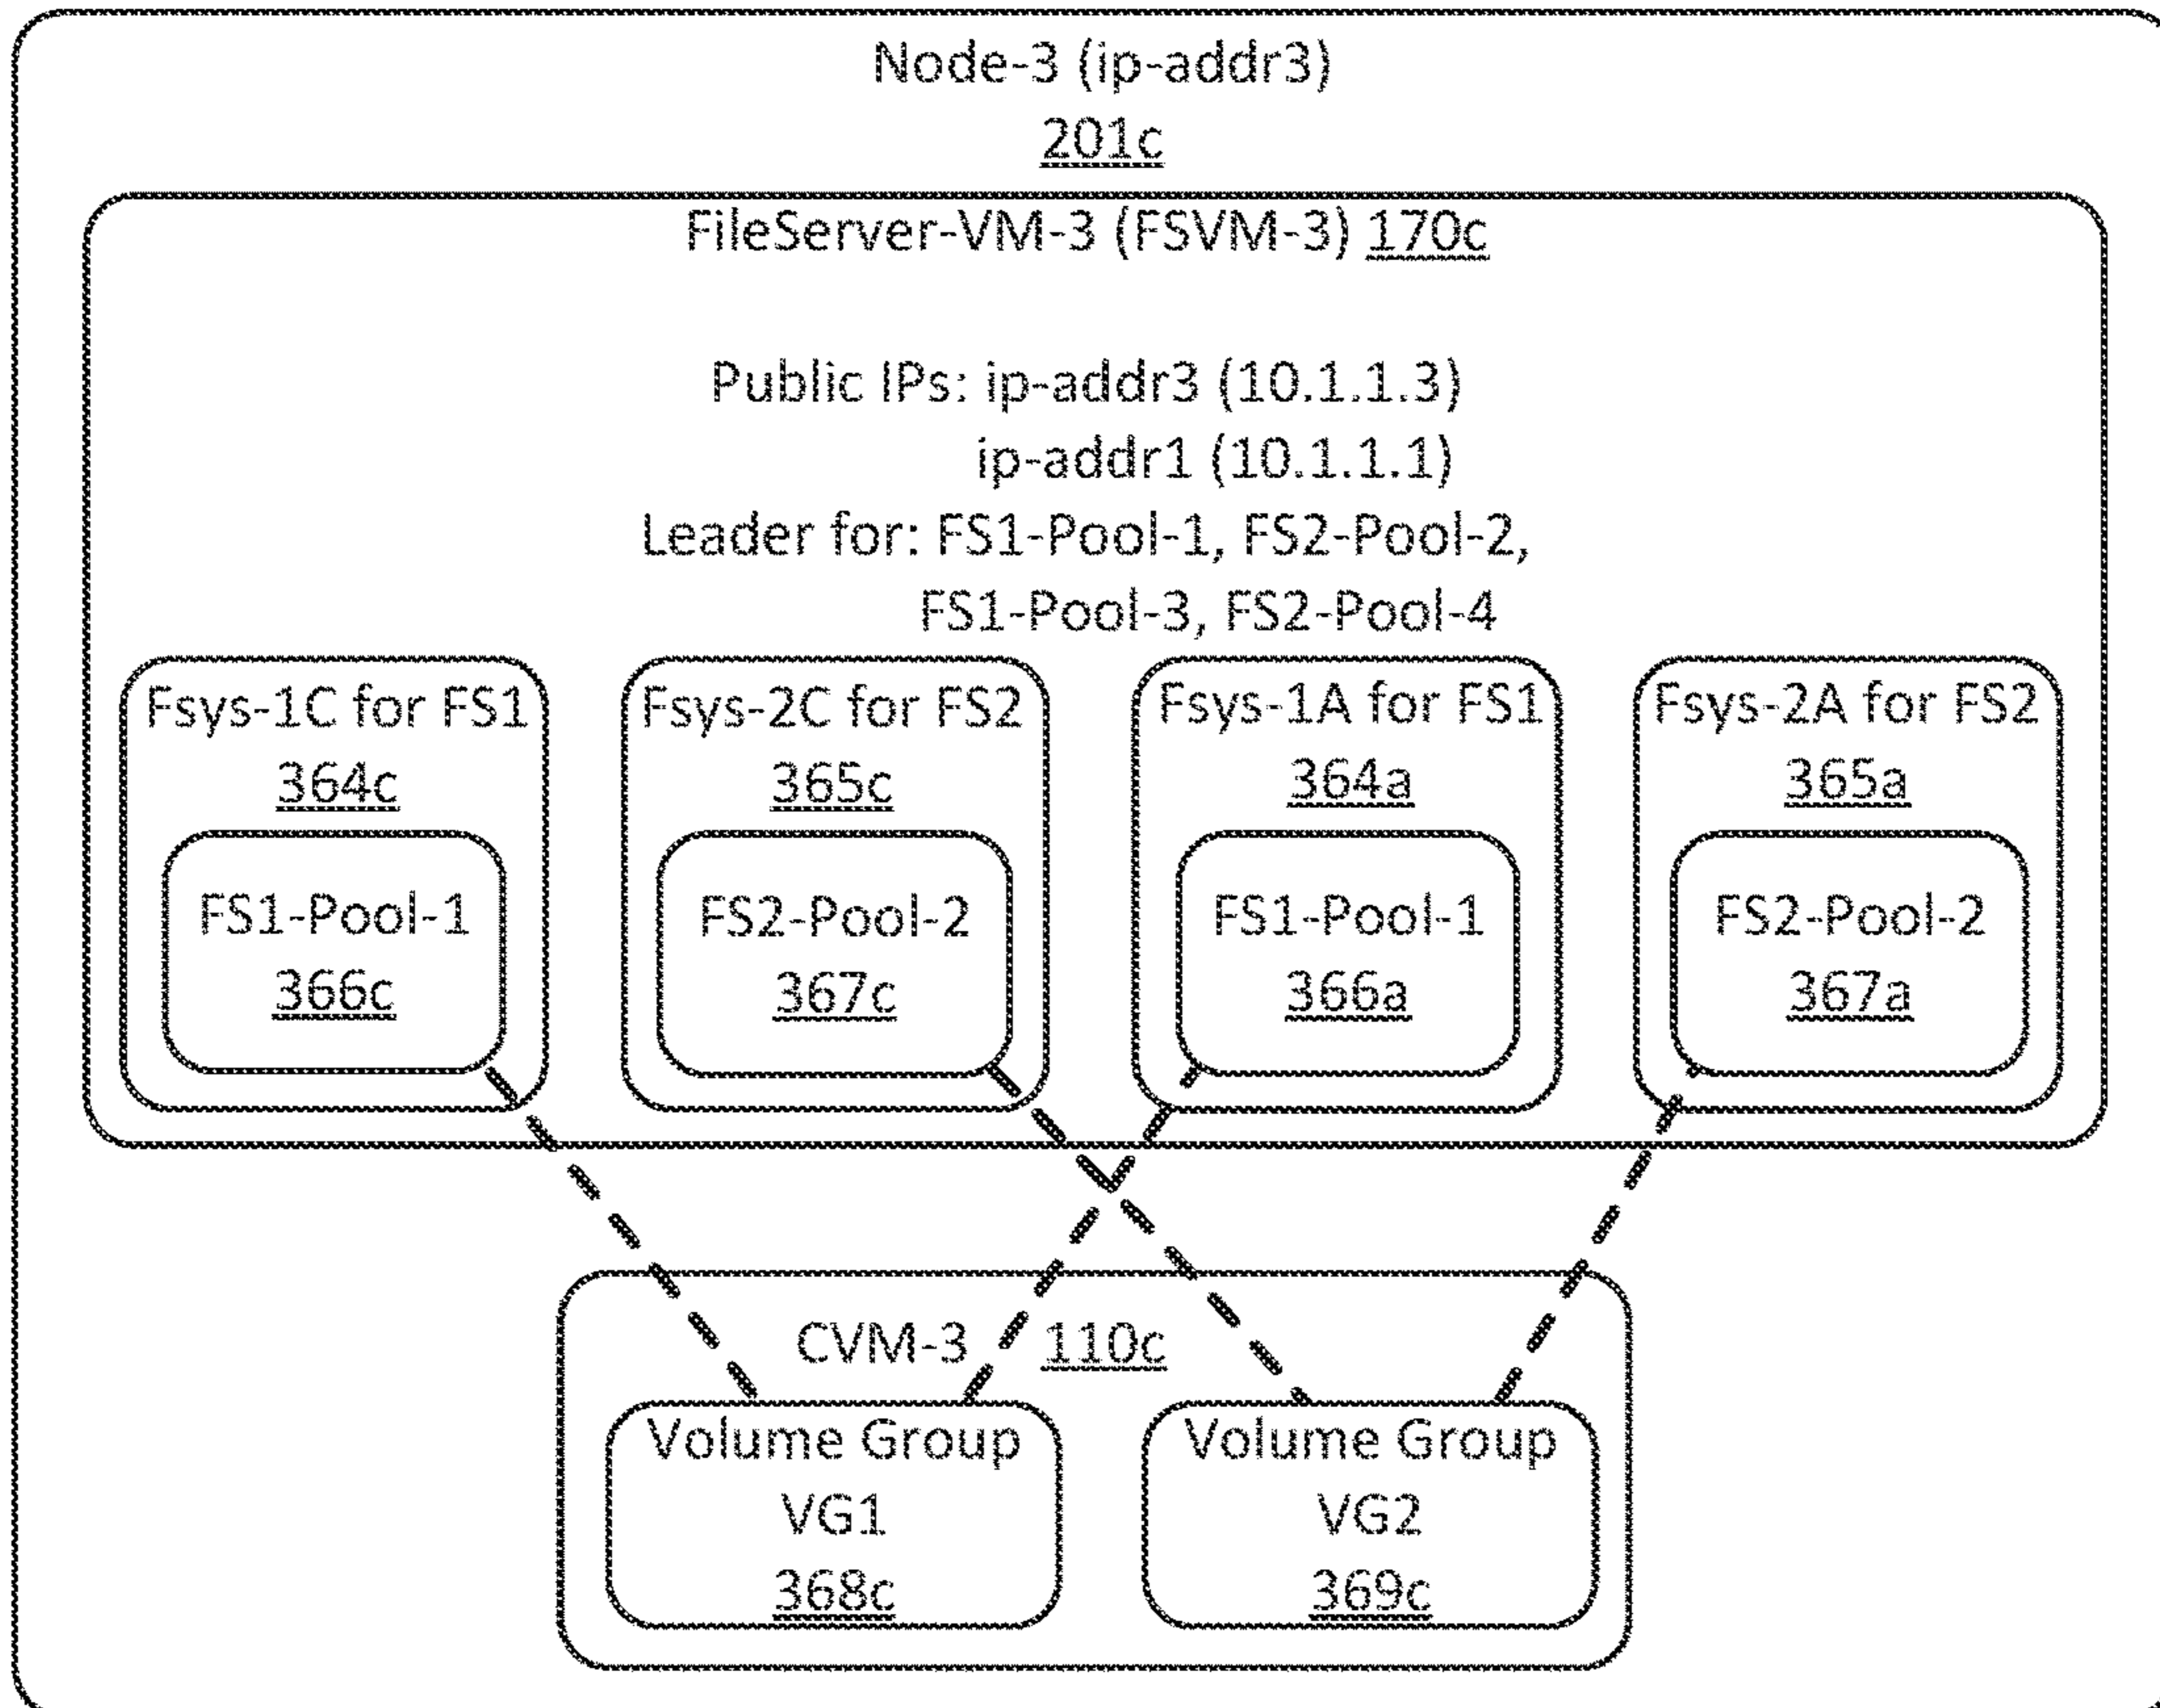 Node-3 (ip-addr3)
201c
FileServer-VM-3 (FSVM-3) 170c
Public IPs: ip-addr3 (10.1.1.3)
ip-addr1 (10.1.1.1)
Leader for: FS1-Pool-1, FS2-Pool-2,
FS1-Pool-3, FS2-Pool-4
Fsys-1C for FS1
364c
FS1-Pool-1
366c
Fsys-2C for FS2
365c
FS2-Pool-2
367c
Fsys-1A for FS1
364a
FS1-Pool-1
366a
Fsys-2A for FS2
365a
FS2-Pool-2
367a
CVM-3 110c
Volume Group
VG1
368c
Volume Group
VG2
369c